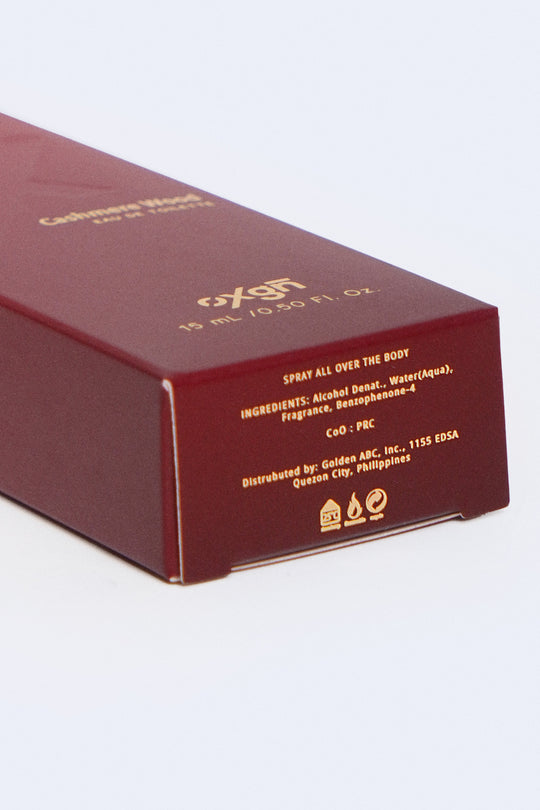 Cashmere Wood
EAU DE TOILETTE
oxgn
15 mL /0.50 Fl. Oz.
SPRAY ALL OVER THE BODY
INGREDIENTS: Alcohol Denat., Water(Aqua),
Fragrance, Benzophenone-4
CoO : PRC
Distrubuted by: Golden ABC, Inc., 1155 EDSA
Quezon City, Philippines
25°C